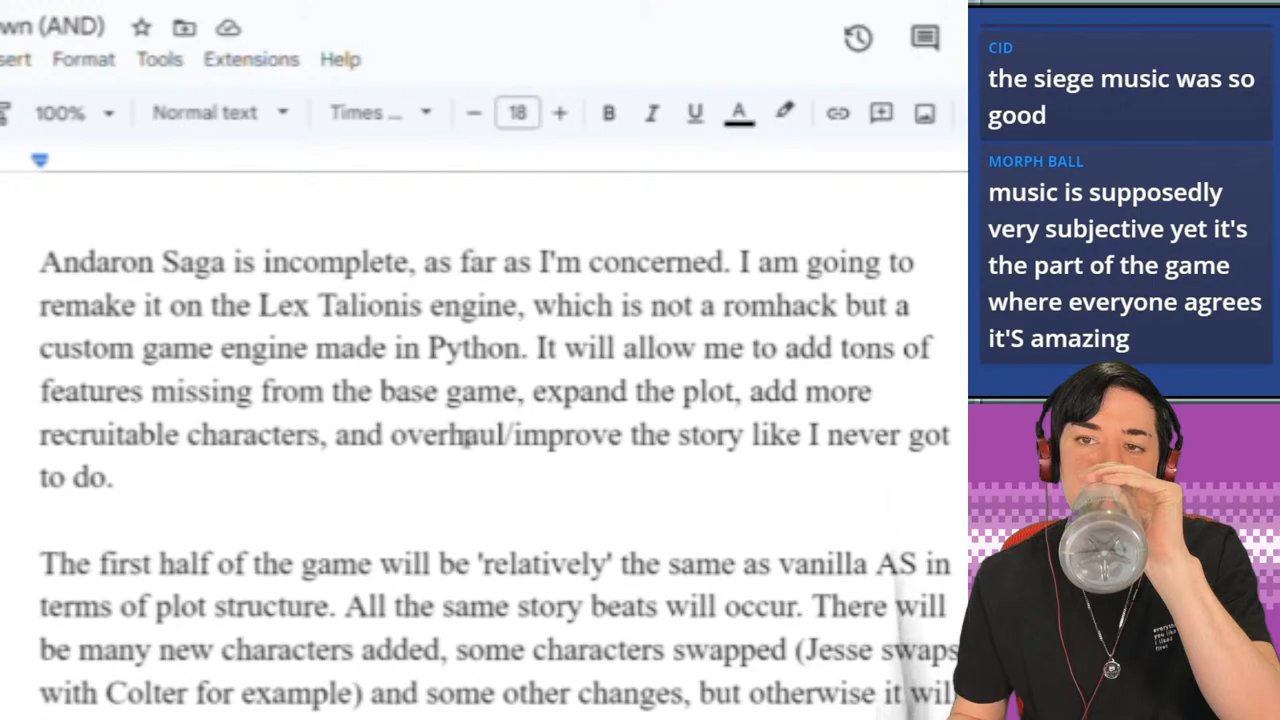 wn (AND)
sert Format Tools Extensions Help
100% Normal text Times ... 18 B I U A
Andaron Saga is incomplete, as far as I'm concerned. I am going to
remake it on the Lex Talionis engine, which is not a romhack but a
custom game engine made in Python. It will allow me to add tons of
features missing from the base game, expand the plot, add more
recruitable characters, and overhaul/improve the story like I never got
to do.
The first half of the game will be 'relatively' the same as vanilla AS in
terms of plot structure. All the same story beats will occur. There will
be many new characters added, some characters swapped (Jesse swaps
with Colter for example) and some other changes, but otherwise it wil
CID
the siege music was so
good
MORPH BALL
music is supposedly
very subjective yet it's
the part of the game
where everyone agrees
it'S amazing
everything
you like
I liked
first